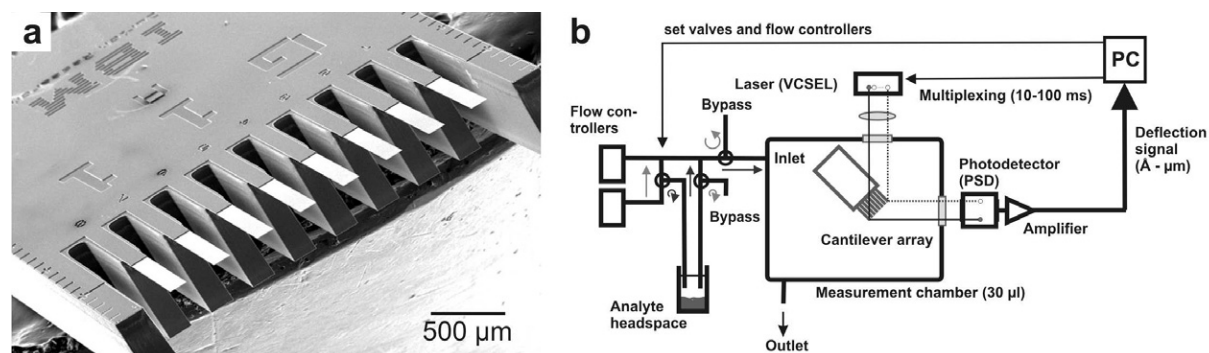 a
IBM
500 µm
b
set valves and flow controllers
PC
Laser (VCSEL)
Multiplexing (10-100 ms)
Bypass
Flow con-
trollers
Deflection
signal
(Å - µm)
Inlet
Photodetector
(PSD)
Bypass
Cantilever array
Amplifier
Analyte
headspace
Measurement chamber (30 µl)
Outlet